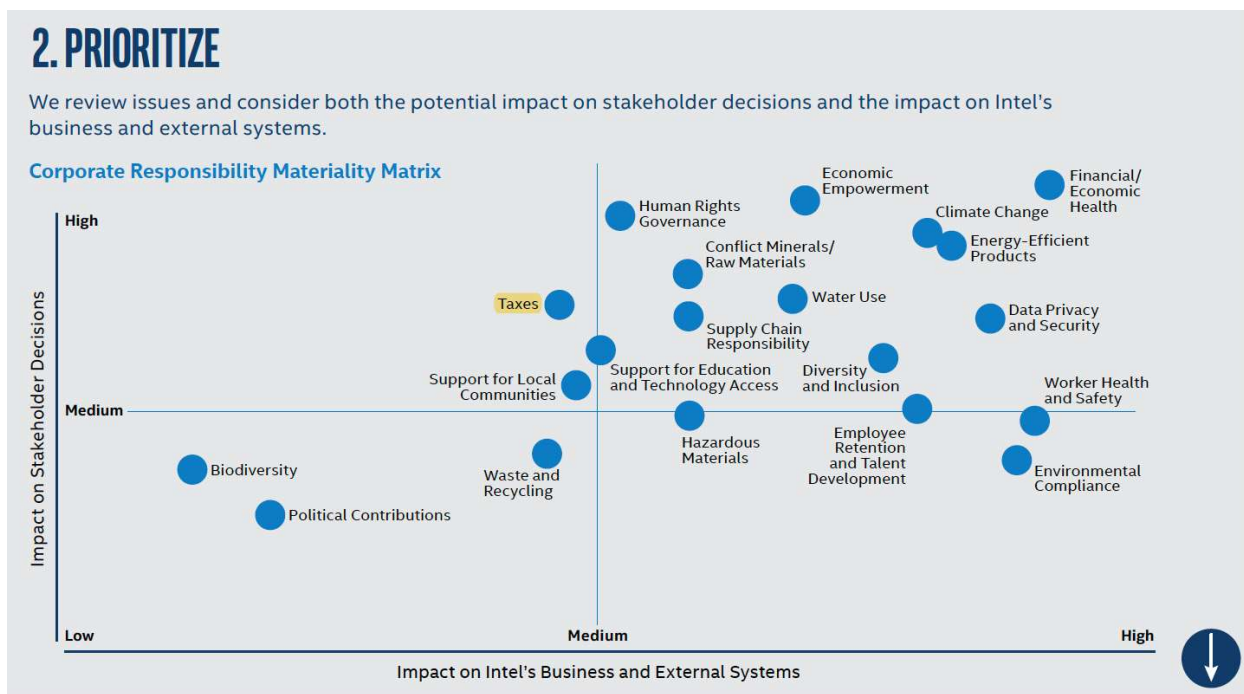 2. PRIORITIZE
We review issues and consider both the potential impact on stakeholder decisions and the impact on Intel’s
business and external systems.
Corporate Responsibility Materiality Matrix
High
Medium
Low
Medium
High
Impact on Stakeholder Decisions
Impact on Intel’s Business and External Systems
Economic
Empowerment
Financial/
Economic
Health
Human Rights
Governance
Climate Change
Energy-Efficient
Products
Conflict Minerals/
Raw Materials
Water Use
Taxes
Supply Chain
Responsibility
Data Privacy
and Security
Support for Education
and Technology Access
Diversity
and Inclusion
Support for Local
Communities
Worker Health
and Safety
Hazardous
Materials
Employee
Retention
and Talent
Development
Environmental
Compliance
Biodiversity
Waste and
Recycling
Political Contributions